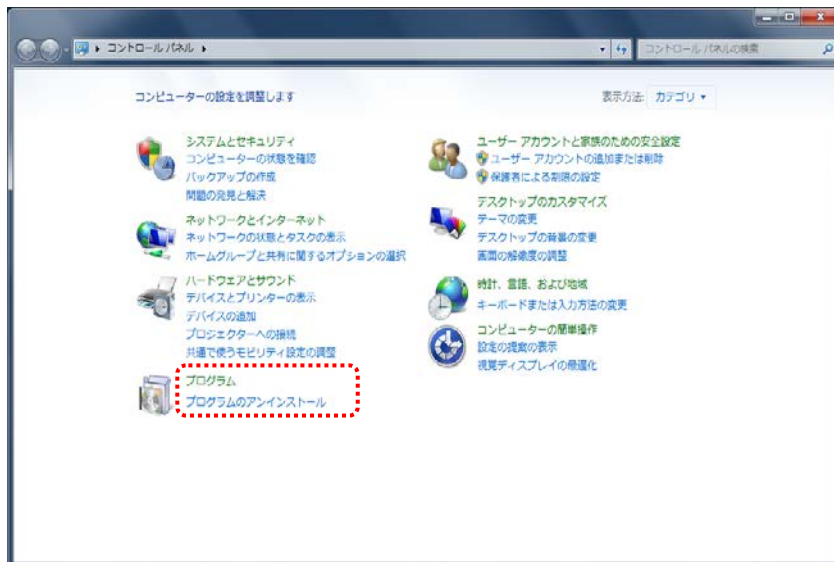 コントロール パネル
コントロール パネルの検索
コンピューターの設定を調整します
表示方法: カテゴリ
システムとセキュリティ
コンピューターの状態を確認
バックアップの作成
問題の発見と解決
ネットワークとインターネット
ネットワークの状態とタスクの表示
ホームグループと共有に関するオプションの選択
ハードウェアとサウンド
デバイスとプリンターの表示
デバイスの追加
プロジェクターへの接続
共通で使うモビリティ設定の調整
プログラム
プログラムのアンインストール
ユーザー アカウントと家族のための安全設定
ユーザー アカウントの追加または削除
保護者による制限の設定
デスクトップのカスタマイズ
テーマの変更
デスクトップの背景の変更
画面の解像度の調整
時計、言語、および地域
キーボードまたは入力方法の変更
コンピューターの簡単操作
設定の提案の表示
視覚ディスプレイの最適化